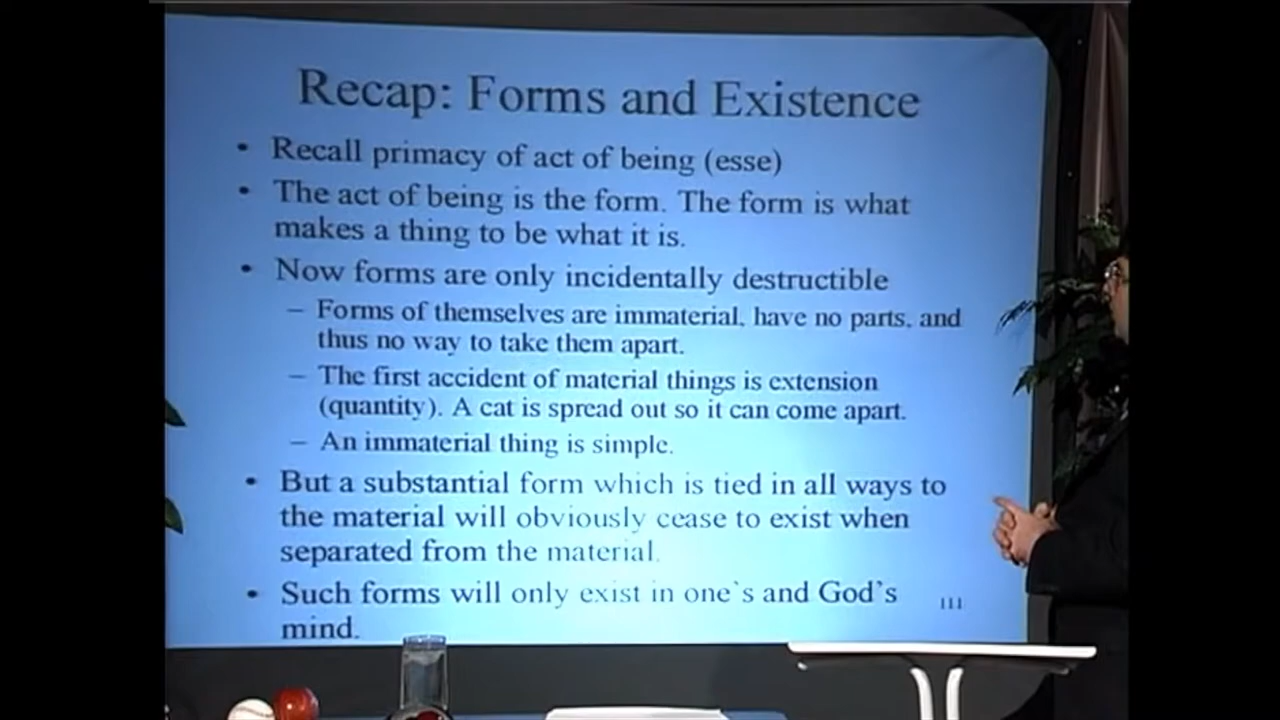 Recap: Forms and Existence
• Recall primacy of act of being (esse)
• The act of being is the form. The form is what
makes a thing to be what it is.
• Now forms are only incidentally destructible
– Forms of themselves are immaterial, have no parts, and
thus no way to take them apart.
– The first accident of material things is extension
(quantity). A cat is spread out so it can come apart.
– An immaterial thing is simple.
• But a substantial form which is tied in all ways to
the material will obviously cease to exist when
separated from the material.
• Such forms will only exist in one`s and God's
mind.
111